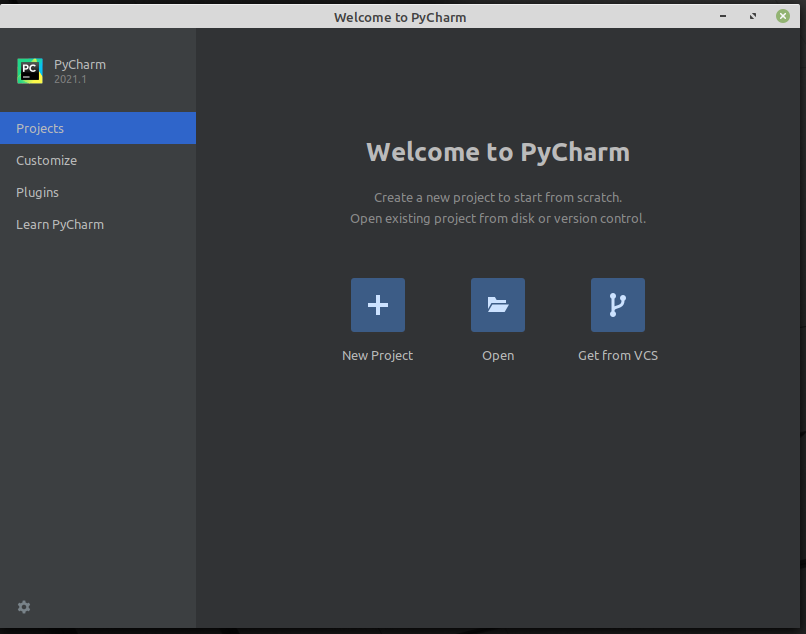 Welcome to PyCharm
PC
PyCharm
2021.1
Projects
Customize
Plugins
Learn PyCharm
Welcome to PyCharm
Create a new project to start from scratch.
Open existing project from disk or version control.
New Project
Open
Get from VCS